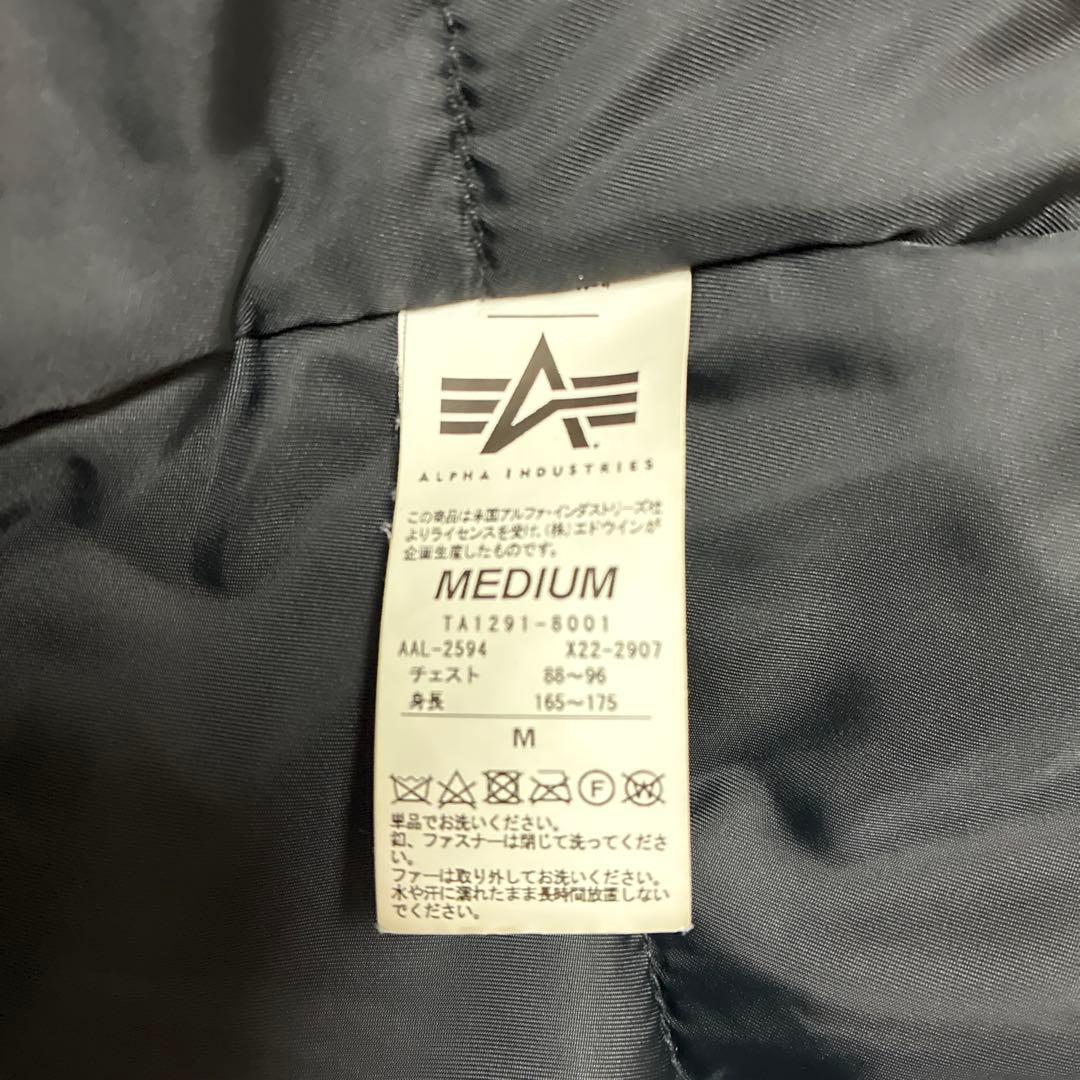 ALPHA INDUSTRIES
この商品は米国アルファ・インダストリーズ社
よりライセンスを受け、(株)エドウインが
企画生産したものです。
MEDIUM
TA1291-8001
AAL-2594 X22-2907
チェスト 88～96
身長 165～175
M
F W
単品でお洗いください。
釦、ファスナーは閉じて洗ってくださ
い。
ファーは取り外してお洗いください。
水や汗に濡れたまま長時間放置しない
でください。